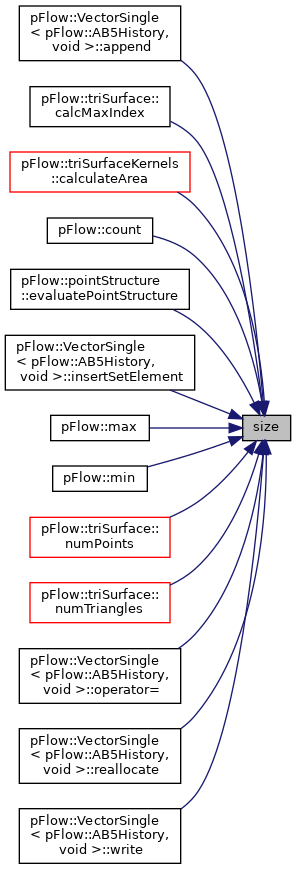 pFlow::VectorSingle
< pFlow::AB5History,
void >::append
pFlow::triSurface::
calcMaxIndex
pFlow::triSurfaceKernels
::calculateArea
pFlow::count
pFlow::pointStructure
::evaluatePointStructure
pFlow::VectorSingle
< pFlow::AB5History,
void >::insertSetElement
size
pFlow::max
pFlow::min
pFlow::triSurface::
numPoints
pFlow::triSurface::
numTriangles
pFlow::VectorSingle
< pFlow::AB5History,
void >::operator=
pFlow::VectorSingle
< pFlow::AB5History,
void >::reallocate
pFlow::VectorSingle
< pFlow::AB5History,
void >::write